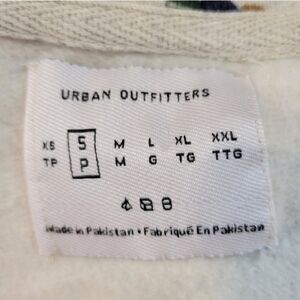 URBAN OUTFITTERS
XS S M L XL XXL
TP P M G TG TTG
Made in Pakistan • Fabriqué En Pakistan